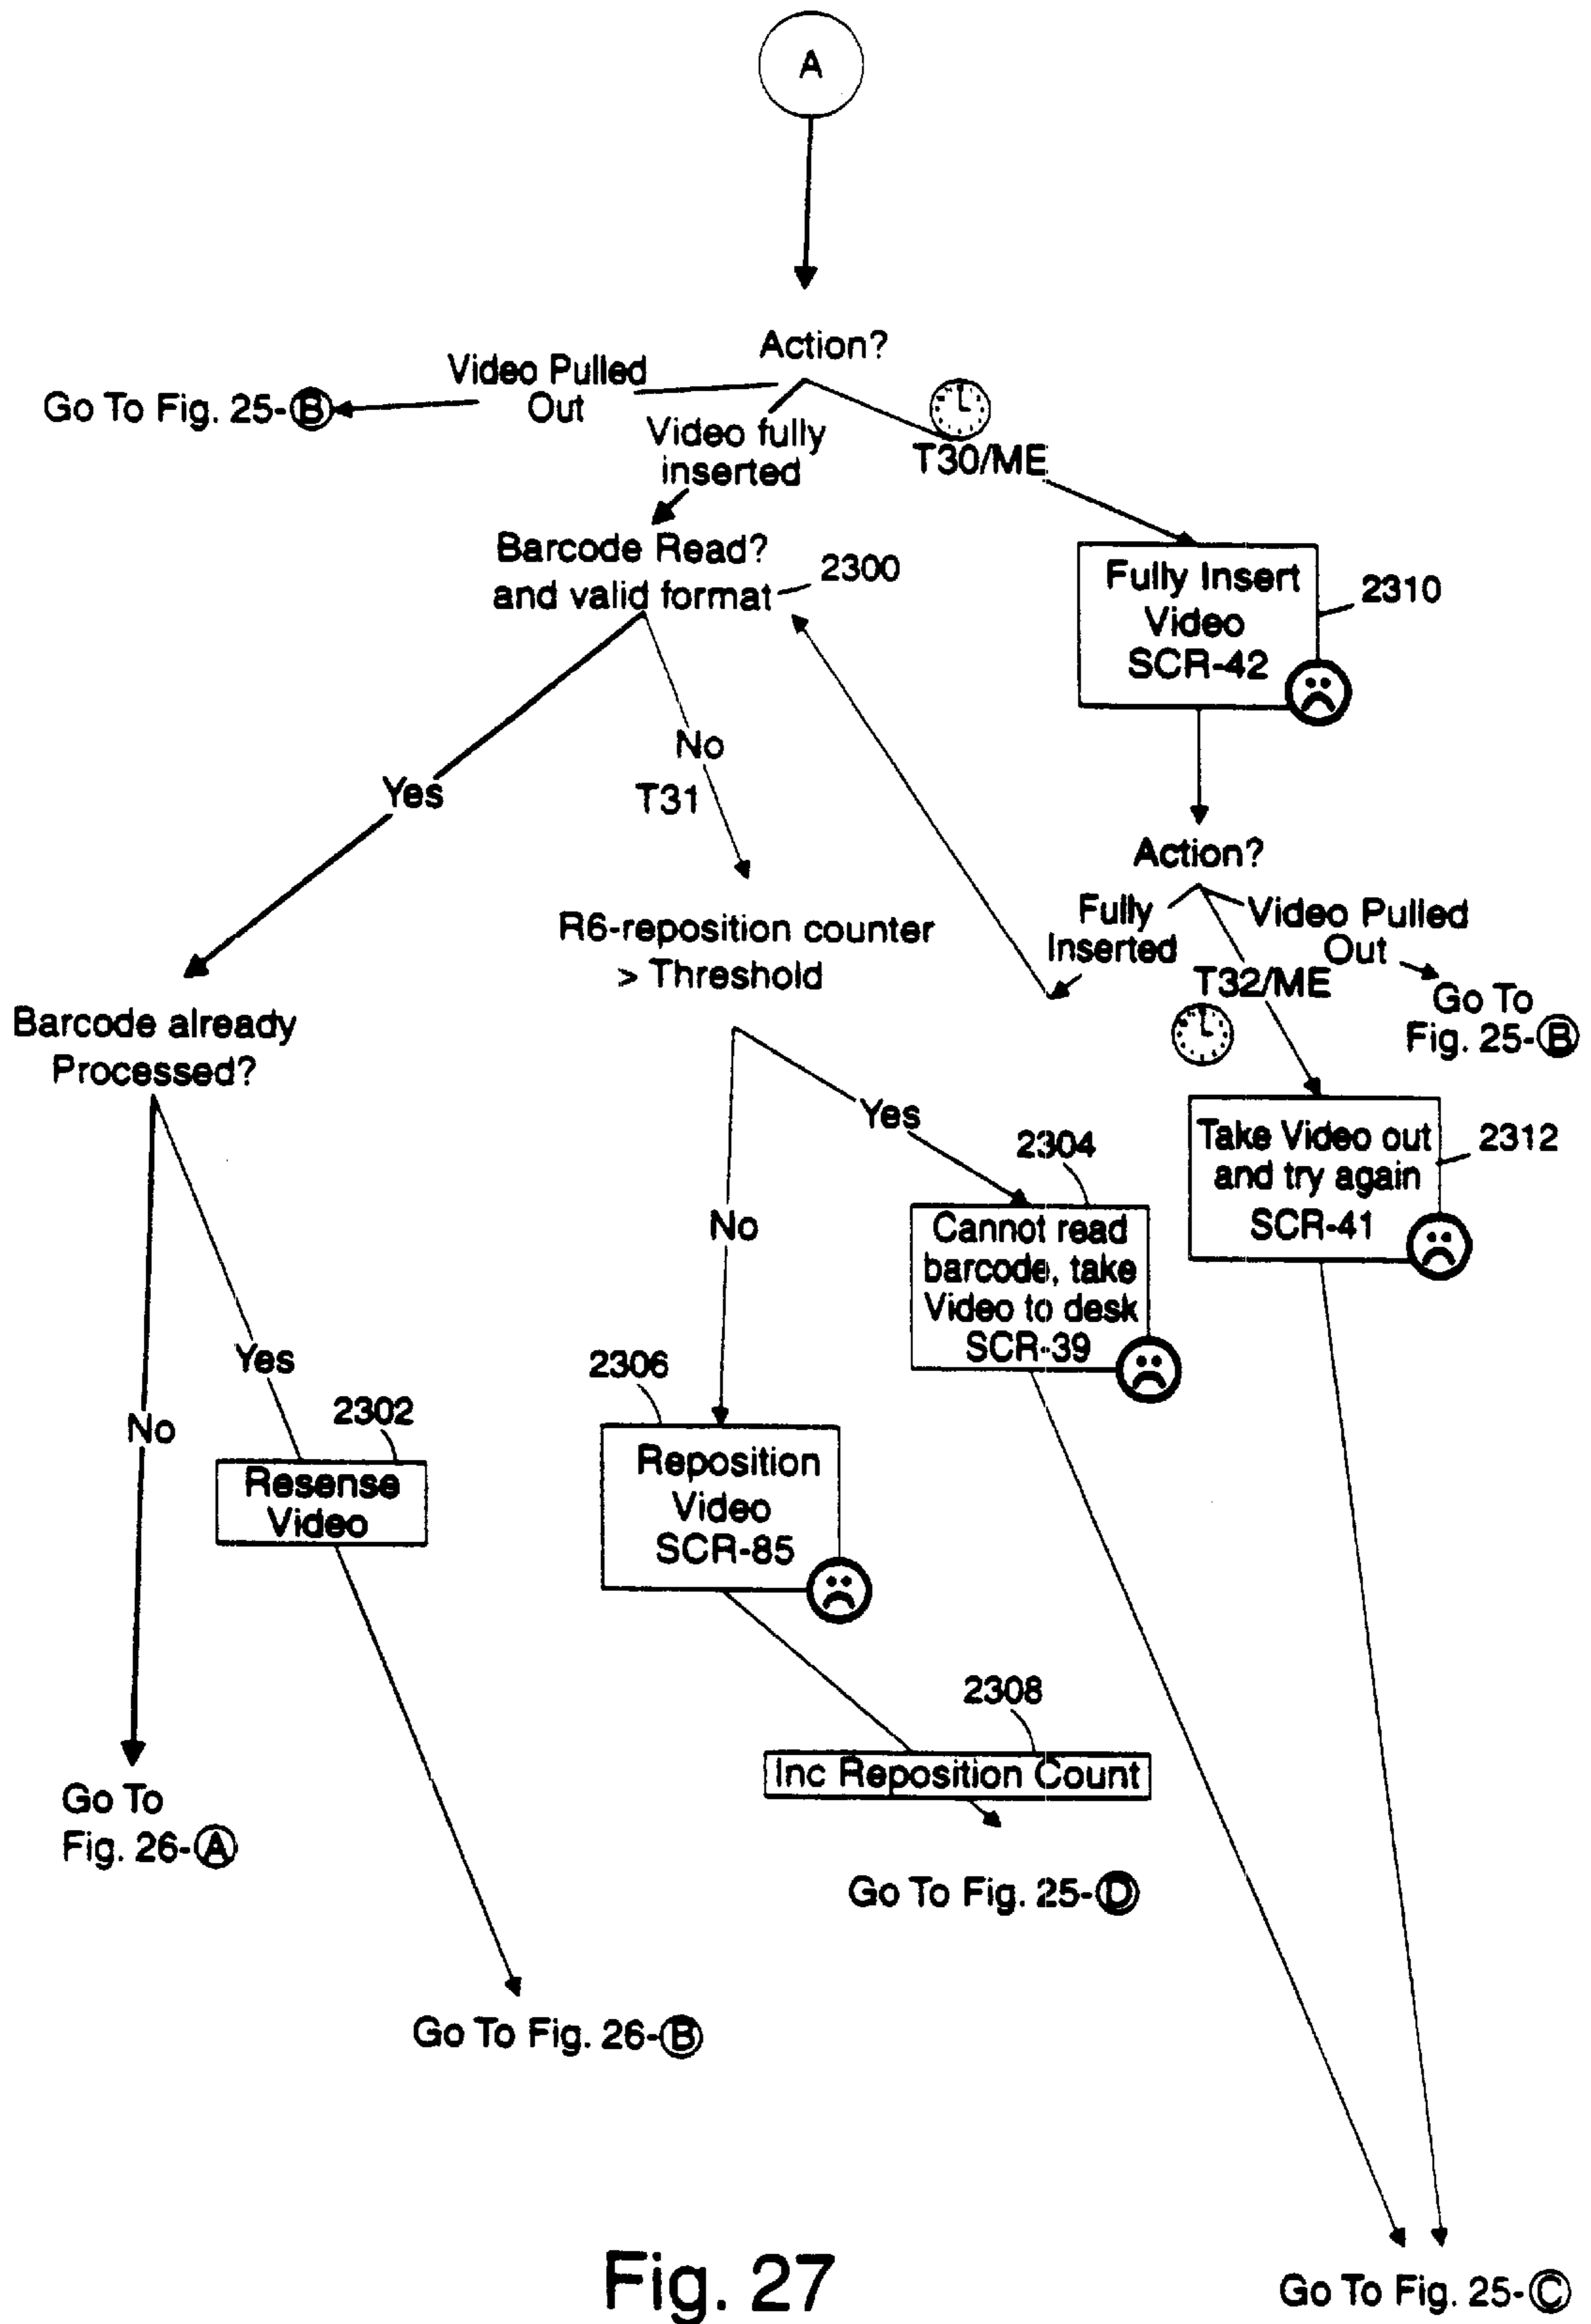 A
Action?
Video Pulled
Out
Go To Fig. 25-B
Video fully
inserted
T30/ME
Barcode Read?
and valid format
2300
Fully Insert
Video
SCR-42
2310
No
T31
Yes
Action?
Fully
Inserted
Video Pulled
Out
T32/ME
Go To
Fig. 25-B
R6-reposition counter
> Threshold
Barcode already
Processed?
Yes
No
2304
Cannot read
barcode, take
Video to desk
SCR-39
Take Video out
and try again
SCR-41
2312
Yes
No
2302
Resense
Video
2306
Reposition
Video
SCR-85
2308
Inc Reposition Count
Go To
Fig. 26-A
Go To Fig. 25-D
Go To Fig. 26-B
Go To Fig. 25-C
Fig. 27